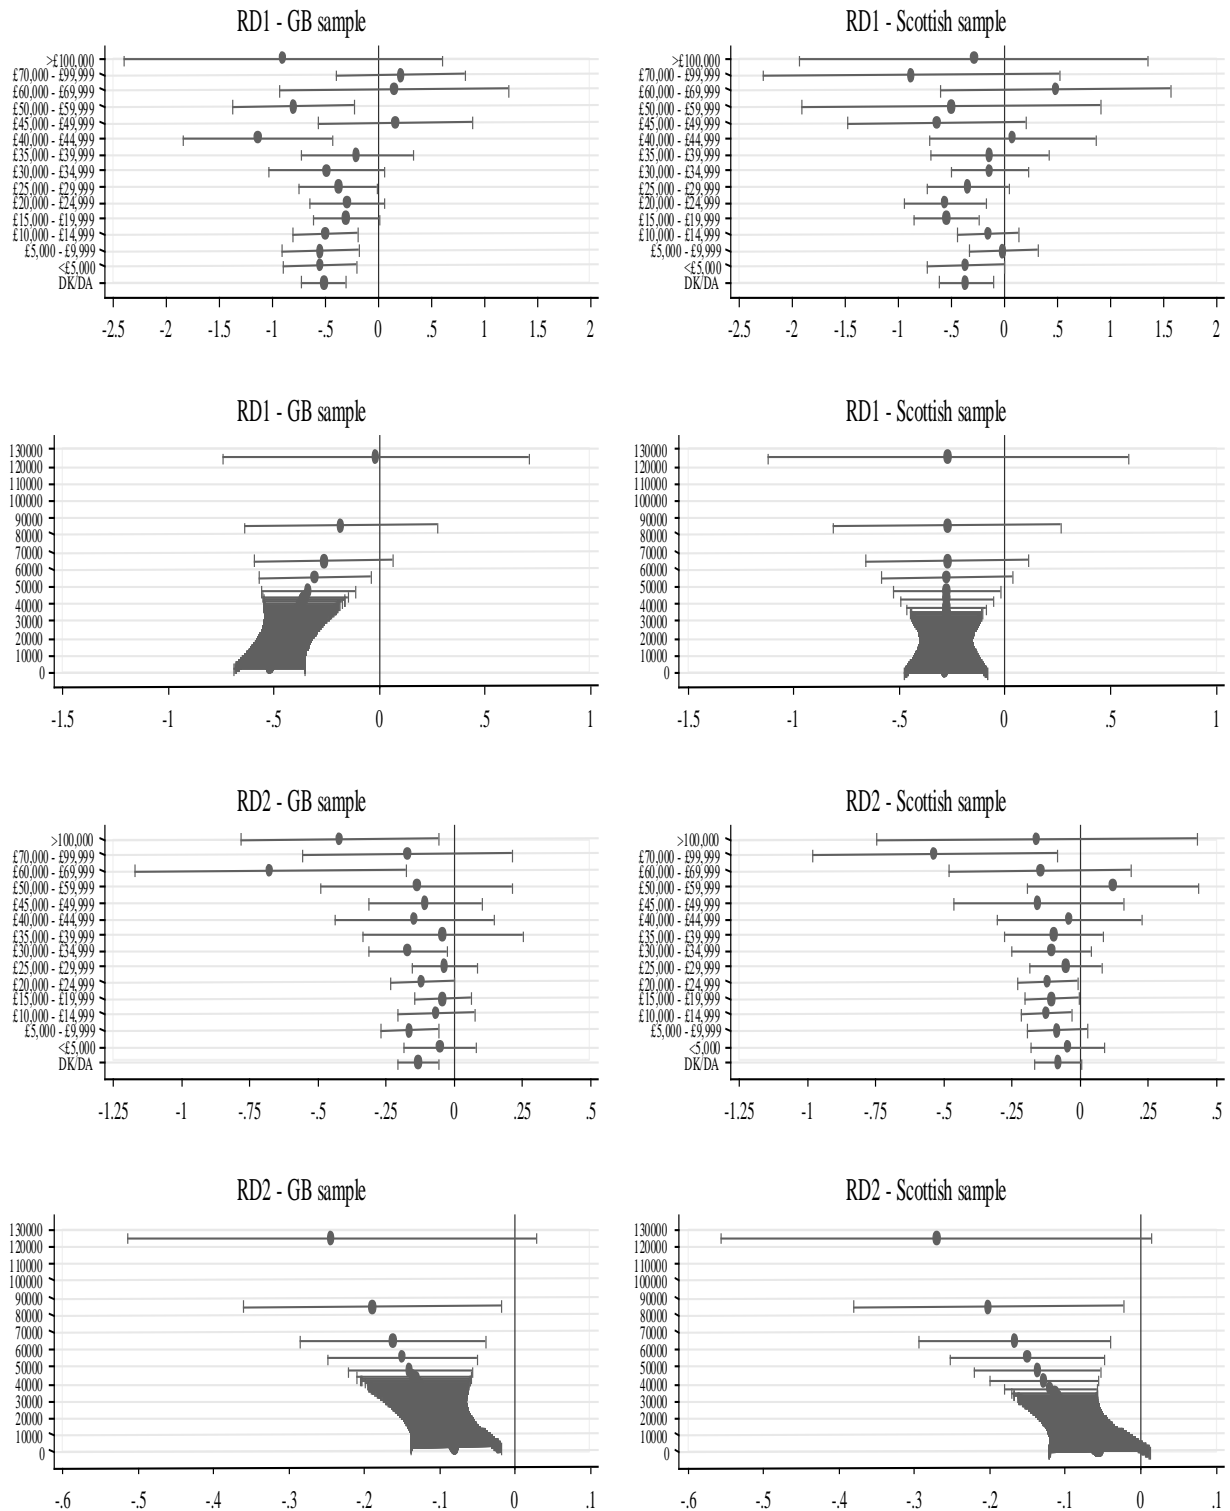 RD1 - GB sample
>£100,000
£70,000 - £99,999
£60,000 - £69,999
£50,000 - £59,999
£45,000 - £49,999
£40,000 - £44,999
£35,000 - £39,999
£30,000 - £34,999
£25,000 - £29,999
£20,000 - £24,999
£15,000 - £19,999
£10,000 - £14,999
£5,000 - £9,999
<£5,000
DK/DA
-2.5 -2 -1.5 -1 -.5 0 .5 1 1.5 2
RD1 - Scottish sample
>£100,000
£70,000 - £99,999
£60,000 - £69,999
£50,000 - £59,999
£45,000 - £49,999
£40,000 - £44,999
£35,000 - £39,999
£30,000 - £34,999
£25,000 - £29,999
£20,000 - £24,999
£15,000 - £19,999
£10,000 - £14,999
£5,000 - £9,999
<£5,000
DK/DA
-2.5 -2 -1.5 -1 -.5 0 .5 1 1.5 2
RD1 - GB sample
130000
120000
110000
100000
90000
80000
70000
60000
50000
40000
30000
20000
10000
0
-1.5 -1 -.5 0 .5 1
RD1 - Scottish sample
130000
120000
110000
100000
90000
80000
70000
60000
50000
40000
30000
20000
10000
0
-1.5 -1 -.5 0 .5 1
RD2 - GB sample
>100,000
£70,000 - £99,999
£60,000 - £69,999
£50,000 - £59,999
£45,000 - £49,999
£40,000 - £44,999
£35,000 - £39,999
£30,000 - £34,999
£25,000 - £29,999
£20,000 - £24,999
£15,000 - £19,999
£10,000 - £14,999
£5,000 - £9,999
<£5,000
DK/DA
-1.25 -1 -.75 -.5 -.25 0 .25 .5
RD2 - Scottish sample
>100,000
£70,000 - £99,999
£60,000 - £69,999
£50,000 - £59,999
£45,000 - £49,999
£40,000 - £44,999
£35,000 - £39,999
£30,000 - £34,999
£25,000 - £29,999
£20,000 - £24,999
£15,000 - £19,999
£10,000 - £14,999
£5,000 - £9,999
<5,000
DK/DA
-1.25 -1 -.75 -.5 -.25 0 .25 .5
RD2 - GB sample
130000
120000
110000
100000
90000
80000
70000
60000
50000
40000
30000
20000
10000
0
-.6 -.5 -.4 -.3 -.2 -.1 0 .1
RD2 - Scottish sample
130000
120000
110000
100000
90000
80000
70000
60000
50000
40000
30000
20000
10000
0
-.6 -.5 -.4 -.3 -.2 -.1 0 .1